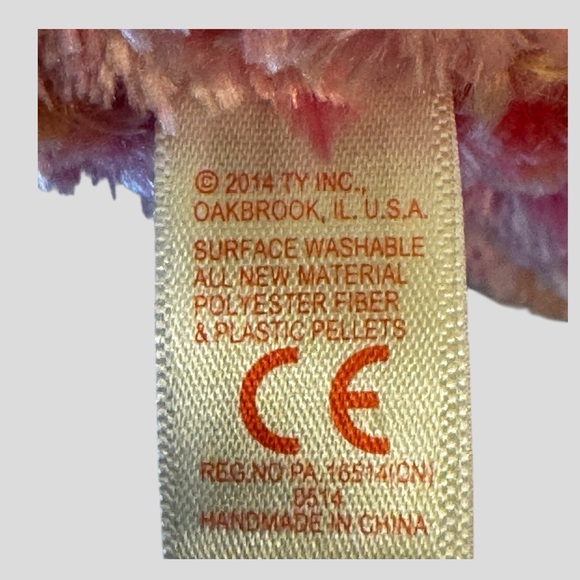 © 2014 TY INC.,
OAKBROOK, IL. U.S.A.
SURFACE WASHABLE
ALL NEW MATERIAL
POLYESTER FIBER
& PLASTIC PELLETS
CE
REG.NO PA.16514(CN)
0514
HANDMADE IN CHINA